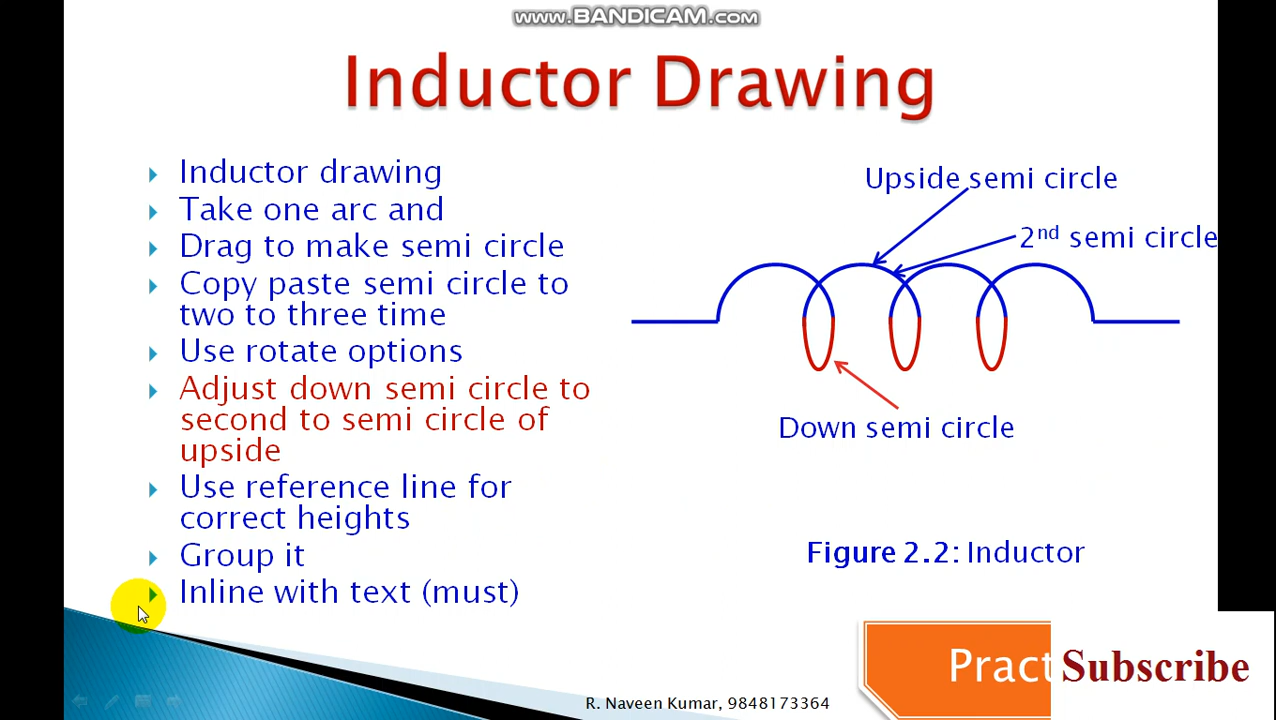 www.BANDICAM.com
Inductor Drawing
Inductor drawing
Take one arc and
Drag to make semi circle
Copy paste semi circle to
two to three time
Use rotate options
Adjust down semi circle to
second to semi circle of
upside
Use reference line for
correct heights
Group it
Inline with text (must)
Upside semi circle
2nd semi circle
Down semi circle
Figure 2.2: Inductor
Pract
Subscribe
R. Naveen Kumar, 9848173364